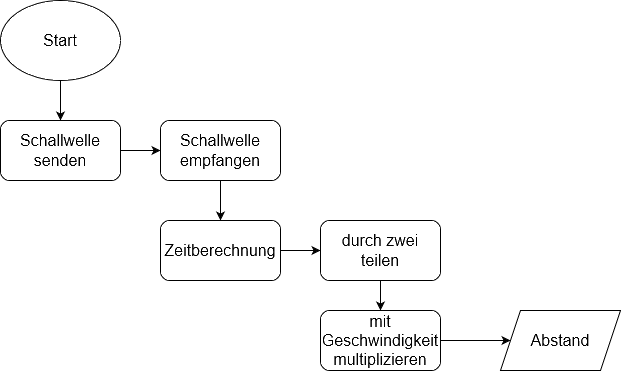 Start
Schallwelle
senden
Schallwelle
empfangen
Zeitberechnung
durch zwei
teilen
mit
Geschwindigkeit
multiplizieren
Abstand